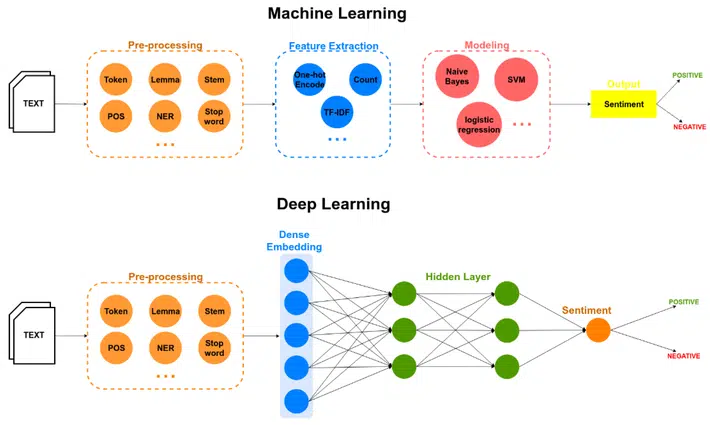 Machine Learning
Pre-processing
Feature Extraction
Modeling
Output
TEXT
Token
Lemma
Stem
POS
NER
Stop
word
...
One-hot
Encode
Count
TF-IDF
...
Naive
Bayes
SVM
logistic
regression
...
Sentiment
POSITIVE
NEGATIVE
Deep Learning
TEXT
Pre-processing
Token
Lemma
Stem
POS
NER
Stop
word
...
Dense
Embedding
Hidden Layer
Sentiment
POSITIVE
NEGATIVE